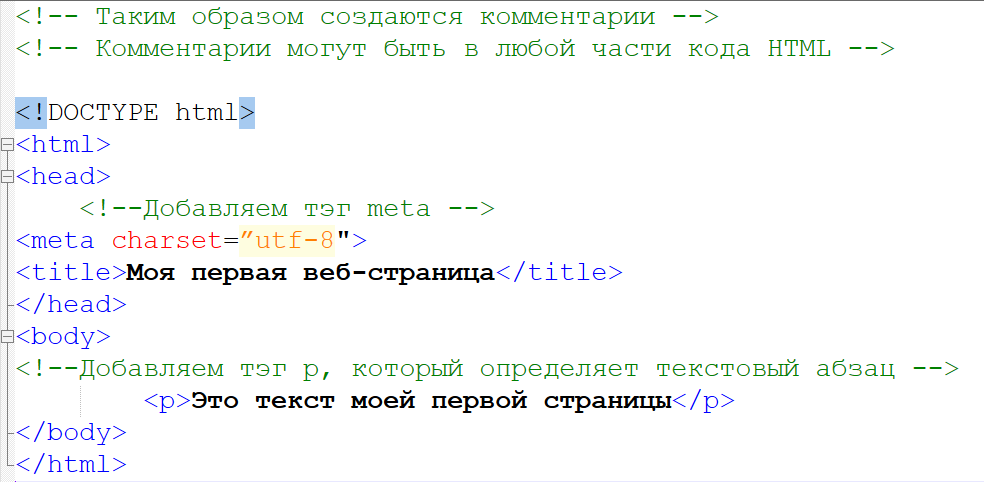 <!-- Таким образом создаются комментарии -->
<!-- Комментарии могут быть в любой части кода HTML -->
<!DOCTYPE html>
<html>
<head>
<!--Добавляем тэг meta -->
<meta charset=”utf-8">
<title>Моя первая веб-страница</title>
</head>
<body>
<!--Добавляем тэг p, который определяет текстовый абзац -->
<p>Это текст моей первой страницы</p>
</body>
</html>